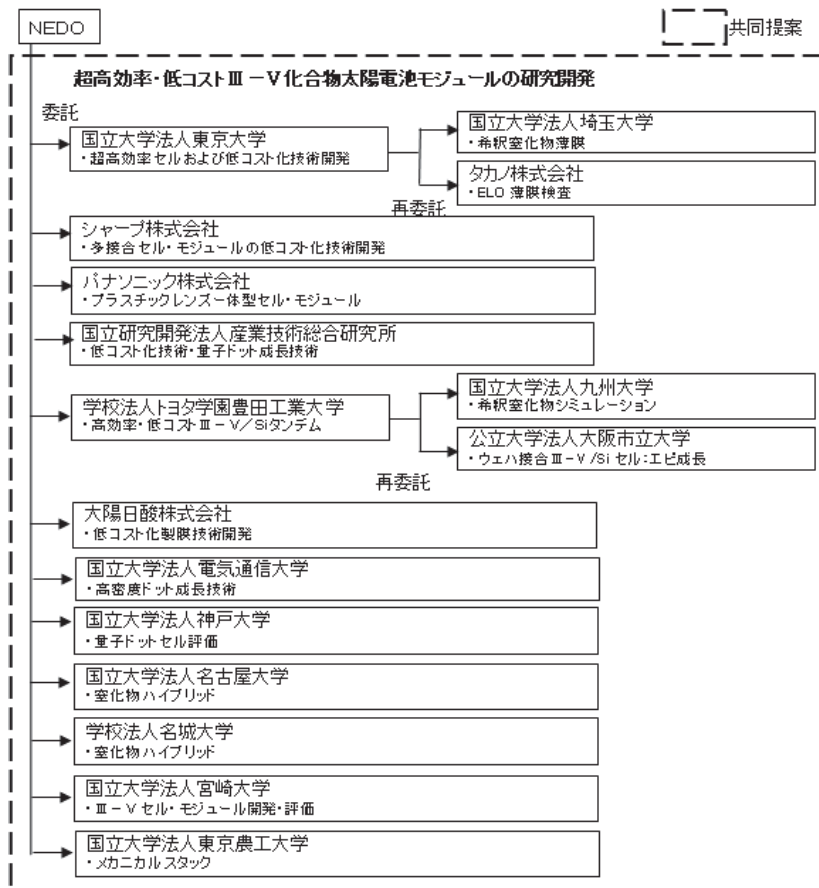 NEDO
共同提案
超高効率・低コストⅢ－Ⅴ化合物太陽電池モジュールの研究開発
委託
国立大学法人東京大学
・超高効率セルおよび低コスト化技術開発
国立大学法人埼玉大学
・希釈窒化物薄膜
タカノ株式会社
・ELO 薄膜検査
再委託
シャープ株式会社
・多接合セル・モジュールの低コスト化技術開発
パナソニック株式会社
・プラスチックレンズ一体型セル・モジュール
国立研究開発法人産業技術総合研究所
・低コスト化技術・量子ドット成長技術
学校法人トヨタ学園豊田工業大学
・高効率・低コストⅢ－Ⅴ／Siタンデム
国立大学法人九州大学
・希釈窒化物シミュレーション
公立大学法人大阪市立大学
・ウェハ接合Ⅲ－Ⅴ/Si セル：エピ成長
再委託
大陽日酸株式会社
・低コスト化製膜技術開発
国立大学法人電気通信大学
・高密度ドット成長技術
国立大学法人神戸大学
・量子ドットセル評価
国立大学法人名古屋大学
・窒化物ハイブリッド
学校法人名城大学
・窒化物ハイブリッド
国立大学法人宮崎大学
・Ⅲ－Ⅴ セル・モジュール開発・評価
国立大学法人東京農工大学
・メカニカルスタック